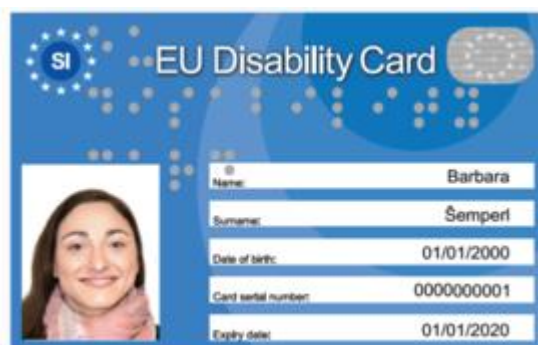 SI
EU Disability Card
Name: Barbara
Surname: Šemperl
Date of birth: 01/01/2000
Card serial number: 0000000001
Expiry date: 01/01/2020